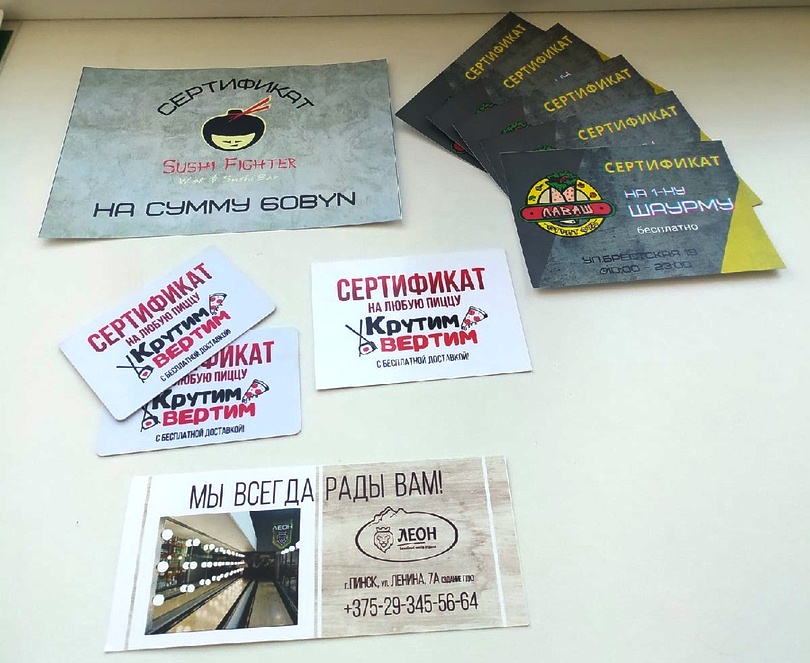 СЕРТИФИКАТ
SUSHI FIGHTER
Wok & Sushi Bar
НА СУММУ 60BYN
СЕРТИФИКАТ
СЕРТИФИКАТ
СЕРТИФИКАТ
СЕРТИФИКАТ
СЕРТИФИКАТ
ЛАВАШ
НА 1-НУ
ШАУРМУ
бесплатно
УЛ.БРЕСТСКАЯ 19
10:00 - 23:00
СЕРТИФИКАТ
НА ЛЮБУЮ ПИЦЦУ
КРУТИМ
ВЕРТИМ
С БЕСПЛАТНОЙ ДОСТАВКОЙ!
ФИКАТ
ЛЮБУЮ ПИЦЦУ
КРУТИМ
ВЕРТИМ
С БЕСПЛАТНОЙ ДОСТАВКОЙ!
СЕРТИФИКАТ
НА ЛЮБУЮ ПИЦЦУ
КРУТИМ
ВЕРТИМ
С БЕСПЛАТНОЙ ДОСТАВКОЙ!
МЫ ВСЕГДА РАДЫ ВАМ!
ЛЕОН
ЛЕОН
г.ПИНСК, ул. ЛЕНИНА, 7А
+375-29-345-56-64